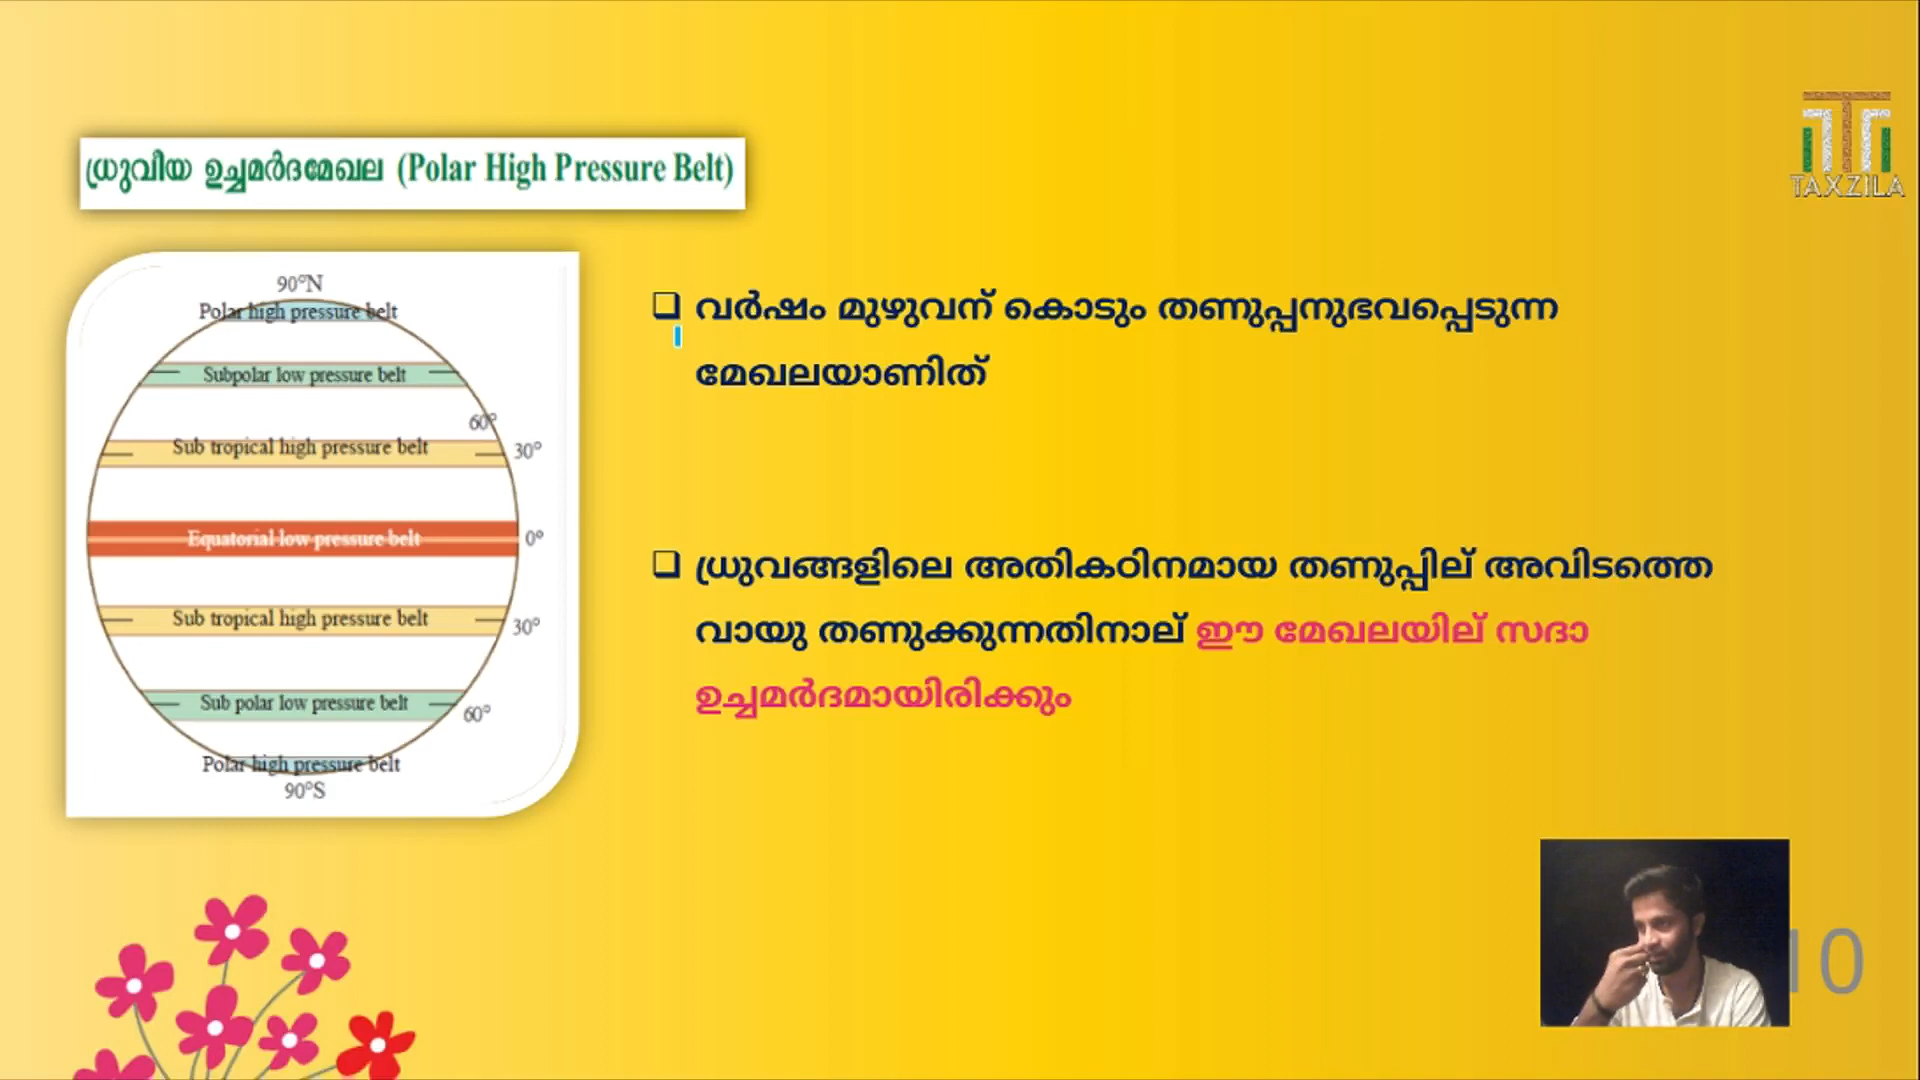 ധ്രുവീയ ഉച്ചമർദമേഖല (Polar High Pressure Belt)
TAXZILA
90°N
Polar high pressure belt
Subpolar low pressure belt
60°
Sub tropical high pressure belt
30°
Equatorial low pressure belt
0°
Sub tropical high pressure belt
30°
Sub polar low pressure belt
60°
Polar high pressure belt
90°S
വർഷം മുഴുവന് കൊടും തണുപ്പനുഭവപ്പെടുന്ന
മേഖലയാണിത്
ധ്രുവങ്ങളിലെ അതികഠിനമായ തണുപ്പില് അവിടത്തെ
വായു തണുക്കുന്നതിനാല് ഈ മേഖലയില് സദാ
ഉച്ചമർദമായിരിക്കും
10